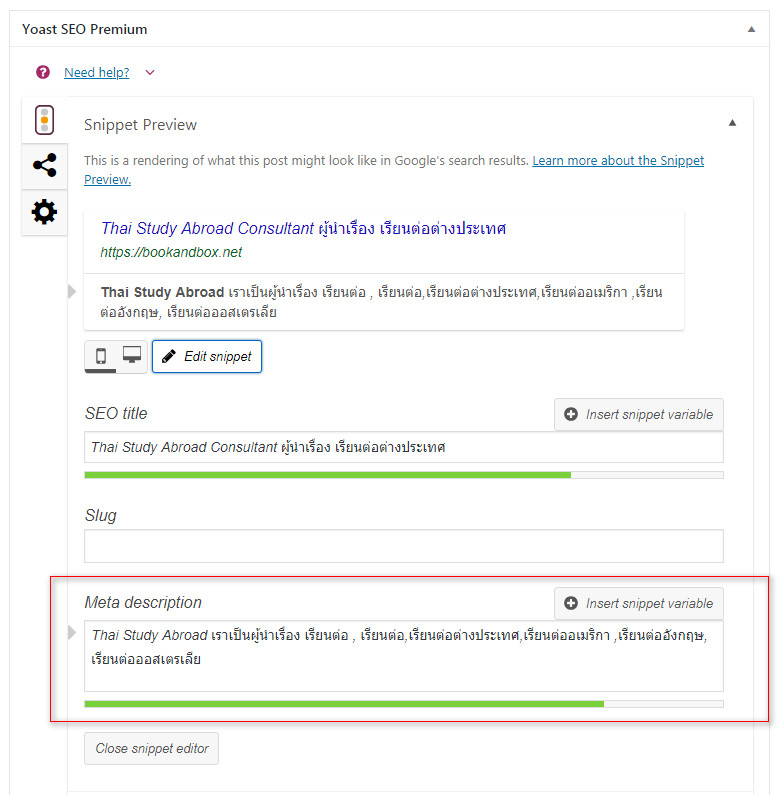 Yoast SEO Premium
Need help?
Snippet Preview
This is a rendering of what this post might look like in Google's search results. Learn more about the Snippet
Preview.
Thai Study Abroad Consultant ผู้นำเรื่อง เรียนต่อต่างประเทศ
https://bookandbox.net
Thai Study Abroad เราเป็นผู้นำเรื่อง เรียนต่อ , เรียนต่อ,เรียนต่อต่างประเทศ,เรียนต่ออเมริกา ,เรียน
ต่ออังกฤษ, เรียนต่อออสเตรเลีย
Edit snippet
SEO title
Insert snippet variable
Thai Study Abroad Consultant ผู้นำเรื่อง เรียนต่อต่างประเทศ
Slug
Meta description
Insert snippet variable
Thai Study Abroad เราเป็นผู้นำเรื่อง เรียนต่อ , เรียนต่อ,เรียนต่อต่างประเทศ,เรียนต่ออเมริกา ,เรียนต่ออังกฤษ,
เรียนต่อออสเตรเลีย
Close snippet editor